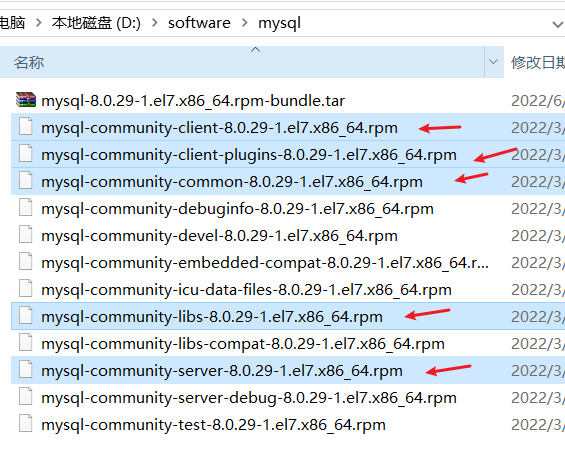 电脑 > 本地磁盘 (D:) > software > mysql
名称 修改日期
mysql-8.0.29-1.el7.x86_64.rpm-bundle.tar 2022/6/
mysql-community-client-8.0.29-1.el7.x86_64.rpm 2022/3/
mysql-community-client-plugins-8.0.29-1.el7.x86_64.rpm 2022/3/
mysql-community-common-8.0.29-1.el7.x86_64.rpm 2022/3/
mysql-community-debuginfo-8.0.29-1.el7.x86_64.rpm 2022/3/
mysql-community-devel-8.0.29-1.el7.x86_64.rpm 2022/3/
mysql-community-embedded-compat-8.0.29-1.el7.x86_64.r... 2022/3/
mysql-community-icu-data-files-8.0.29-1.el7.x86_64.rpm 2022/3/
mysql-community-libs-8.0.29-1.el7.x86_64.rpm 2022/3/
mysql-community-libs-compat-8.0.29-1.el7.x86_64.rpm 2022/3/
mysql-community-server-8.0.29-1.el7.x86_64.rpm 2022/3/
mysql-community-server-debug-8.0.29-1.el7.x86_64.rpm 2022/3/
mysql-community-test-8.0.29-1.el7.x86_64.rpm 2022/3/